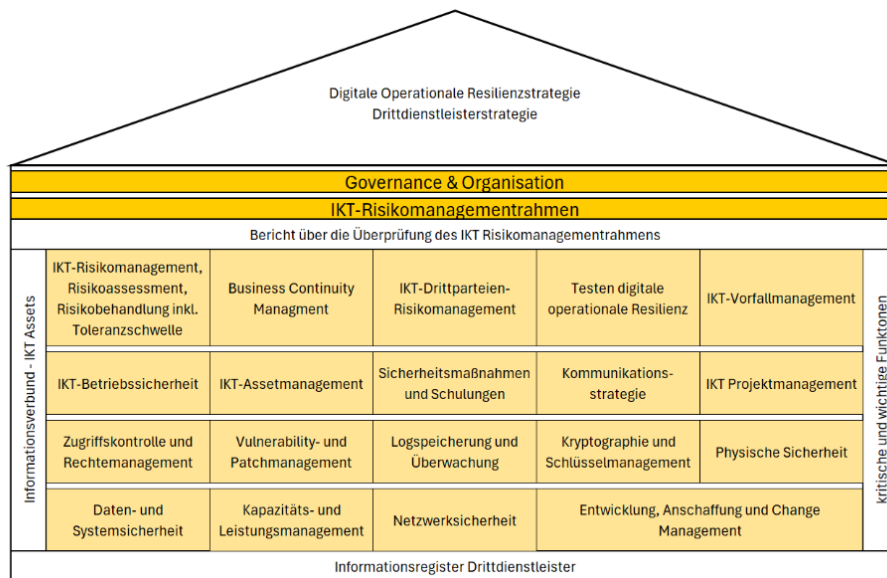 Digitale Operationale Resilienzstrategie
Drittdienstleisterstrategie
Governance & Organisation
IKT-Risikomanagementrahmen
Bericht über die Überprüfung des IKT Risikomanagementrahmens
Informationsverbund - IKT Assets
IKT-Risikomanagement,
Risikoassessment,
Risikobehandlung inkl.
Toleranzschwelle
Business Continuity
Managment
IKT-Drittparteien-
Risikomanagement
Testen digitale
operationale Resilienz
IKT-Vorfallmanagement
IKT-Betriebssicherheit
IKT-Assetmanagement
Sicherheitsmaßnahmen
und Schulungen
Kommunikations-
strategie
IKT Projektmanagement
Zugriffskontrolle und
Rechtemanagement
Vulnerability- und
Patchmanagement
Logspeicherung und
Überwachung
Kryptographie und
Schlüsselmanagement
Physische Sicherheit
Daten- und
Systemsicherheit
Kapazitäts- und
Leistungsmanagement
Netzwerksicherheit
Entwicklung, Anschaffung und Change
Management
kritische und wichtige Funktonen
Informationsregister Drittdienstleister